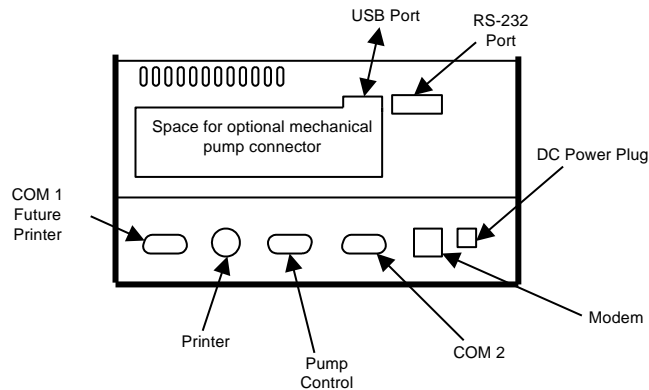 USB Port
RS-232
Port
Space for optional mechanical
pump connector
DC Power Plug
COM 1
Future
Printer
Printer
Pump
Control
COM 2
Modem